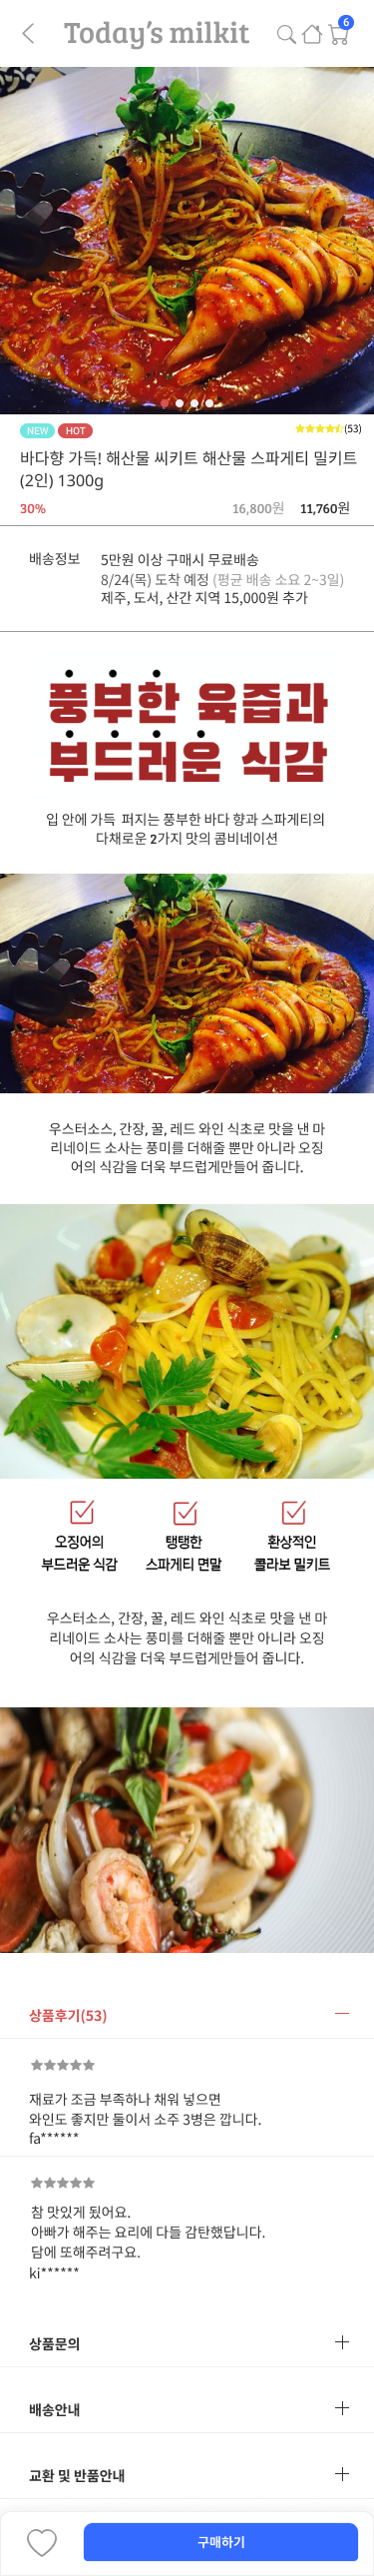 Today's milkit
6
NEW HOT (53)
바다향 가득! 해산물 씨키트 해산물 스파게티 밀키트
(2인) 1300g
30% 16,800원 11,760원
배송정보 5만원 이상 구매시 무료배송
8/24(목) 도착 예정 (평균 배송 소요 2~3일)
제주, 도서, 산간 지역 15,000원 추가
풍부한 육즙과
부드러운 식감
입 안에 가득 퍼지는 풍부한 바다 향과 스파게티의
다채로운 2가지 맛의 콤비네이션
우스터소스, 간장, 꿀, 레드 와인 식초로 맛을 낸 마
리네이드 소사는 풍미를 더해줄 뿐만 아니라 오징
어의 식감을 더욱 부드럽게만들어 줍니다.
오징어의
부드러운 식감
탱탱한
스파게티 면말
환상적인
콜라보 밀키트
우스터소스, 간장, 꿀, 레드 와인 식초로 맛을 낸 마
리네이드 소사는 풍미를 더해줄 뿐만 아니라 오징
어의 식감을 더욱 부드럽게만들어 줍니다.
상품후기(53)
재료가 조금 부족하나 채워 넣으면
와인도 좋지만 둘이서 소주 3병은 깝니다.
fa******
참 맛있게 됬어요.
아빠가 해주는 요리에 다들 감탄했답니다.
담에 또해주려구요.
ki******
상품문의
배송안내
교환 및 반품안내
구매하기